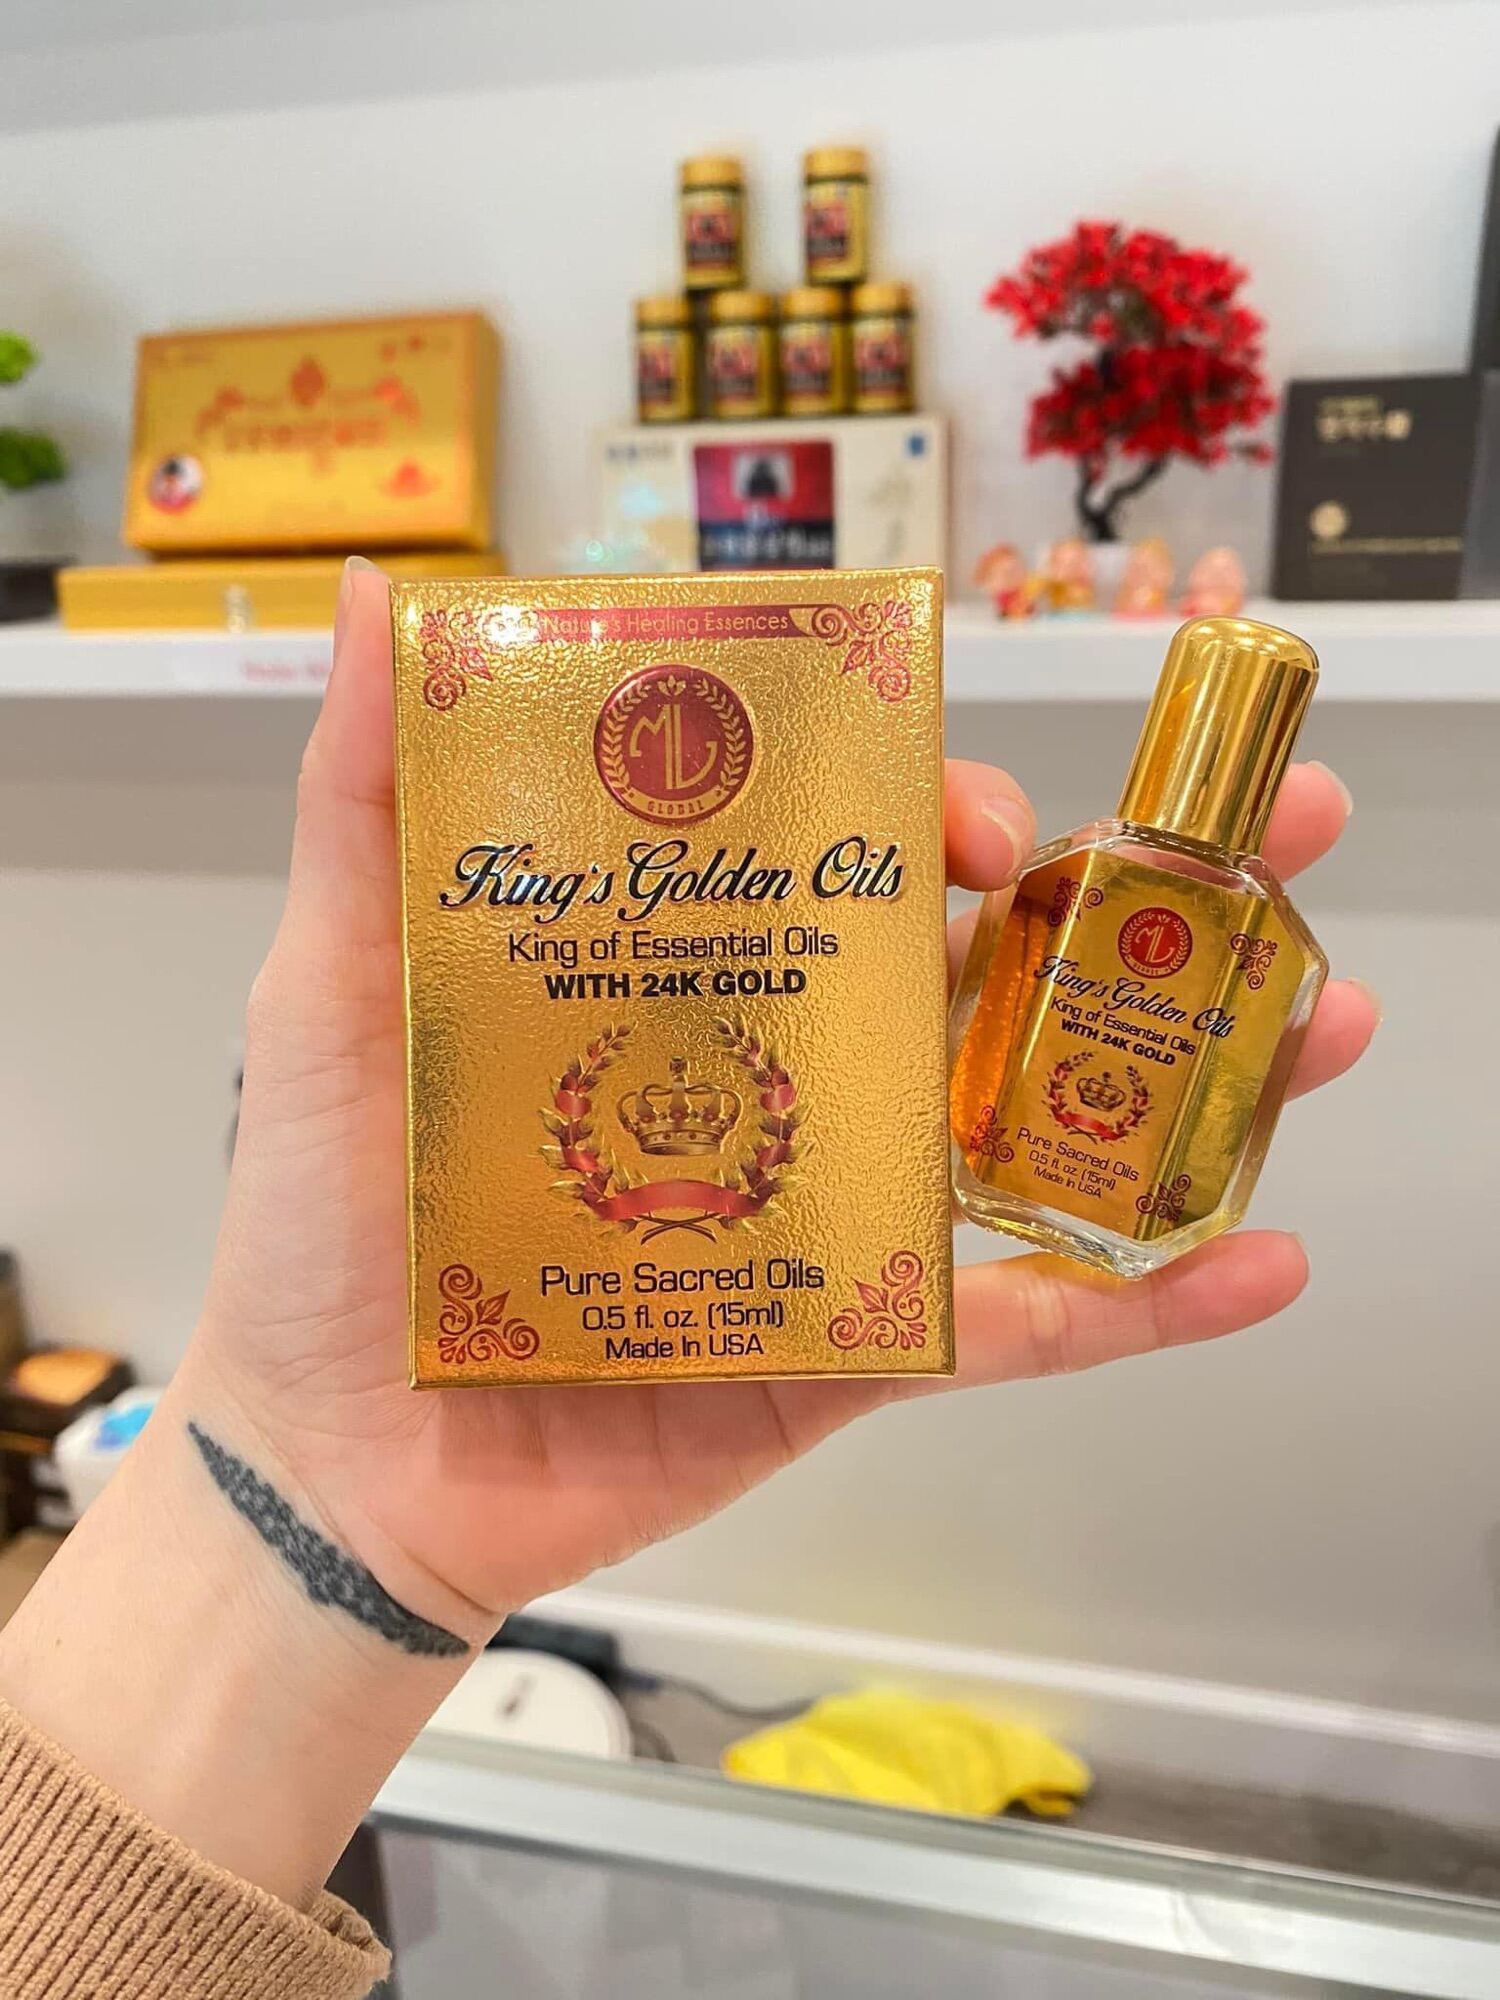 Nature's Healing Essences
ML
GLOBAL
King's Golden Oils
King of Essential Oils
WITH 24K GOLD
Pure Sacred Oils
0.5 fl. oz. (15ml)
Made In USA
ML
GLOBAL
King's Golden Oils
King of Essential Oils
WITH 24K GOLD
Pure Sacred Oils
0.5 fl. oz. (15ml)
Made In USA